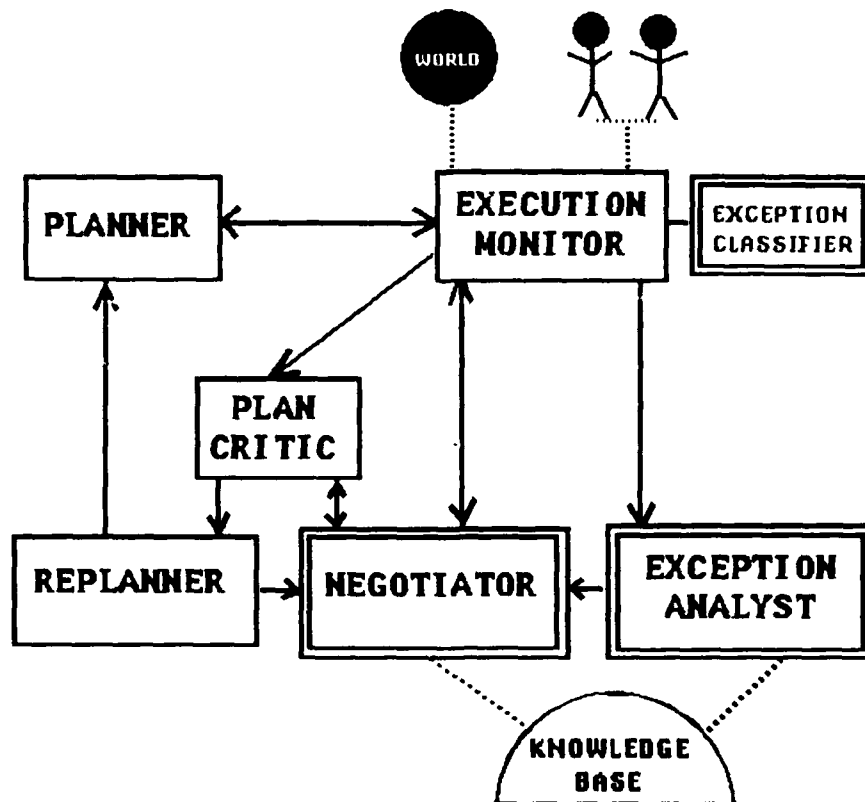 WORLD
PLANNER
EXECUTION
MONITOR
EXCEPTION
CLASSIFIER
PLAN
CRITIC
REPLANNER
NEGOTIATOR
EXCEPTION
ANALYST
KNOWLEDGE
BASE